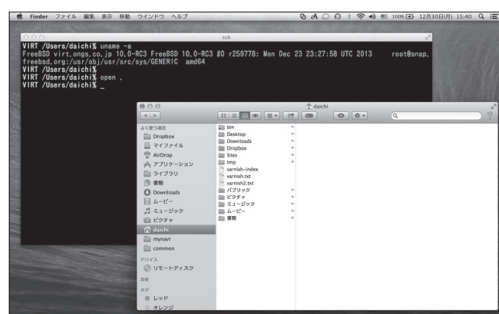 Finder ファイル 編集 表示 移動 ウインドウ ヘルプ
100% 12月30日(月) 15:40
ssh
VIRT /Users/daichi% uname -a
FreeBSD virt.ongs.co.jp 10.0-RC3 FreeBSD 10.0-RC3 #0 r259778: Mon Dec 23 23:27:58 UTC 2013 root@snap.
freebsd.org:/usr/obj/usr/src/sys/GENERIC amd64
VIRT /Users/daichi%
VIRT /Users/daichi% open .
VIRT /Users/daichi% _
daichi
よく使う項目
Dropbox
マイファイル
AirDrop
アプリケーション
ライブラリ
書類
Downloads
ムービー
ミュージック
ピクチャ
daichi
mynavi
common
デバイス
リモートディスク
共有
タグ
レッド
オレンジ
bin
Desktop
Downloads
Dropbox
Sites
tmp
varnish-index
varnish.txt
varnish2.txt
パブリック
ピクチャ
ミュージック
ムービー
書類